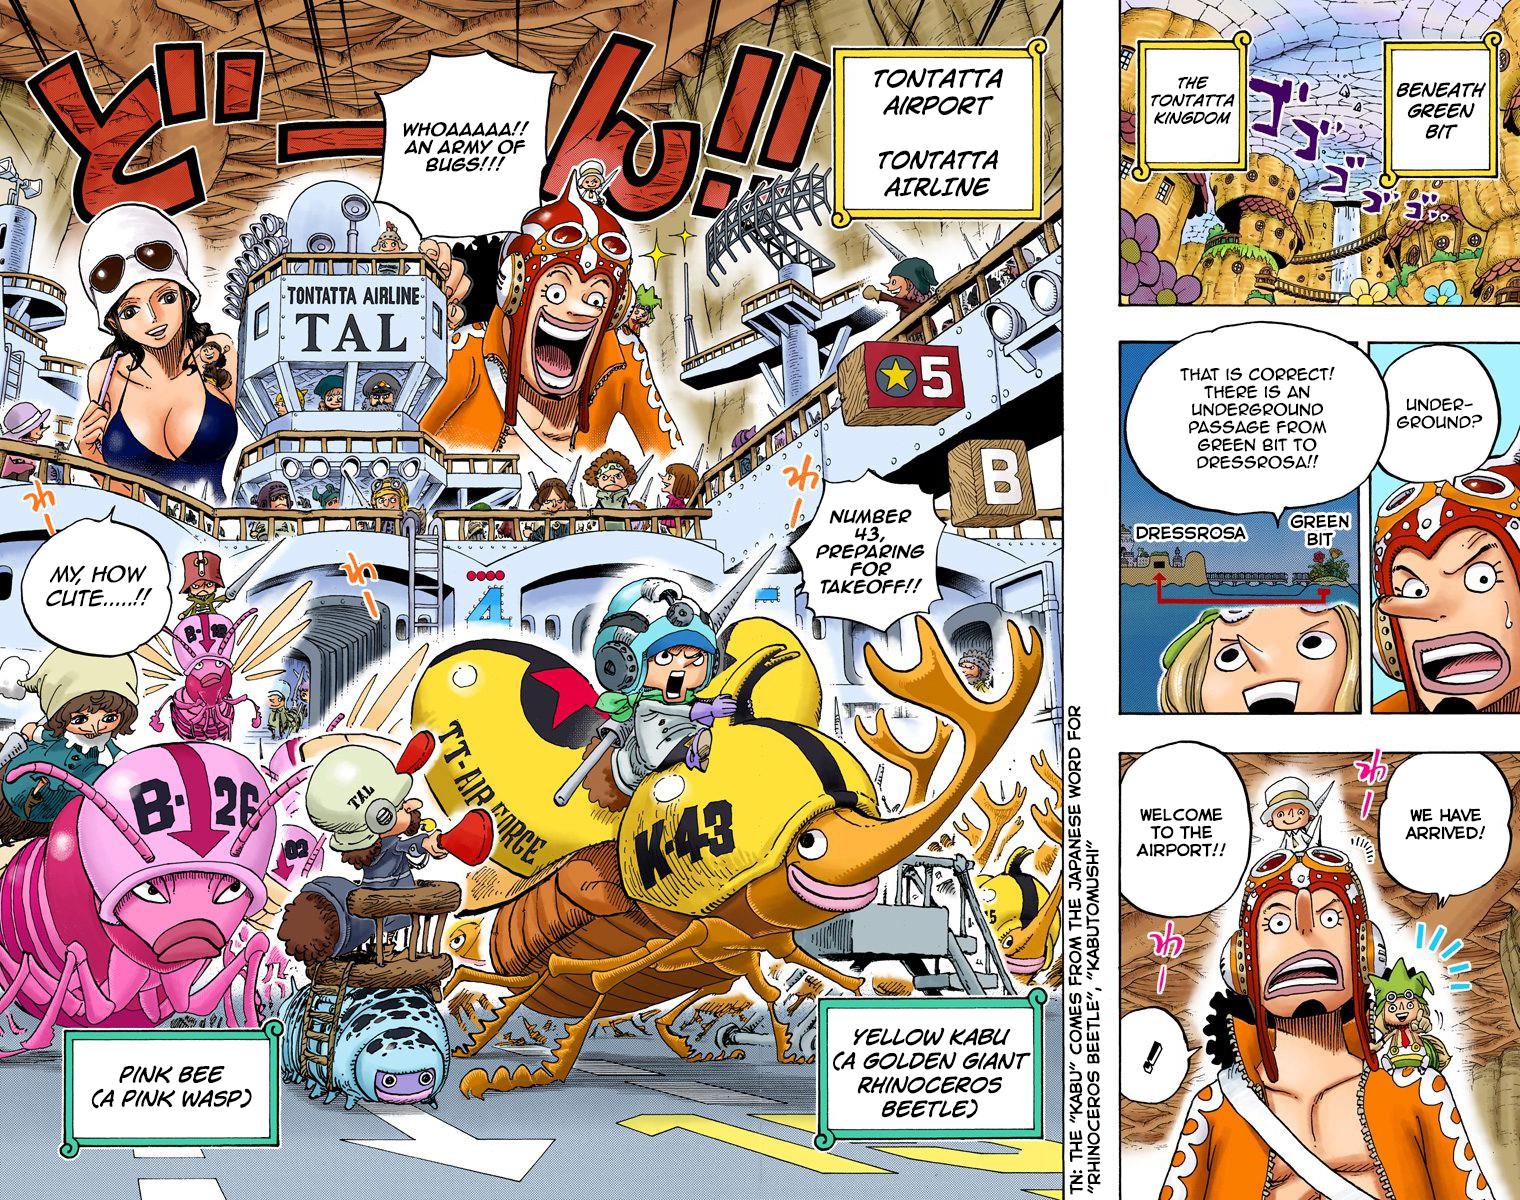 BENEATH
GREEN
BIT
THE
TONTATTA
KINGDOM
ゴゴゴゴゴ..
UNDER-
GROUND?
THAT IS CORRECT!
THERE IS AN
UNDERGROUND
PASSAGE FROM
GREEN BIT TO
DRESSROSA!!
DRESSROSA
GREEN
BIT
WE HAVE
ARRIVED!
WELCOME
TO THE
AIRPORT!!
!
TN: THE "KABU" COMES FROM THE JAPANESE WORD FOR
"RHINOCEROS BEETLE", "KABUTOMUSHI"
TONTATTA
AIRPORT
TONTATTA
AIRLINE
どーん!!
WHOAAAAA!!
AN ARMY OF
BUGS!!!
TONTATTA AIRLINE
TAL
5
B
4
NUMBER
43,
PREPARING
FOR
TAKEOFF!!
MY, HOW
CUTE.....!!
B-26
TAL
TT-AIR FORCE
K-43
YELLOW KABU
(A GOLDEN GIANT
RHINOCEROS
BEETLE)
PINK BEE
(A PINK WASP)